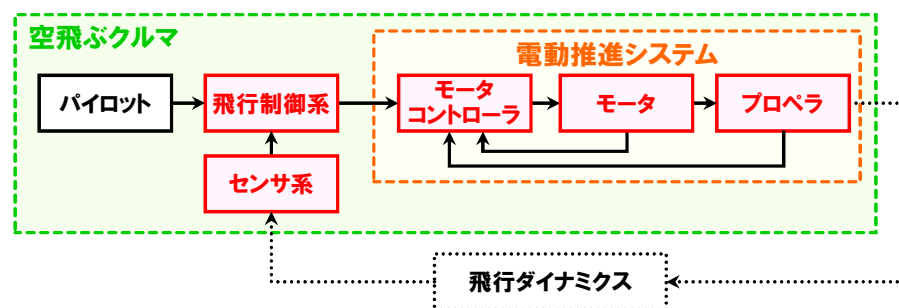 空飛ぶクルマ
電動推進システム
パイロット
飛行制御系
モータ
コントローラ
モータ
プロペラ
センサ系
飛行ダイナミクス